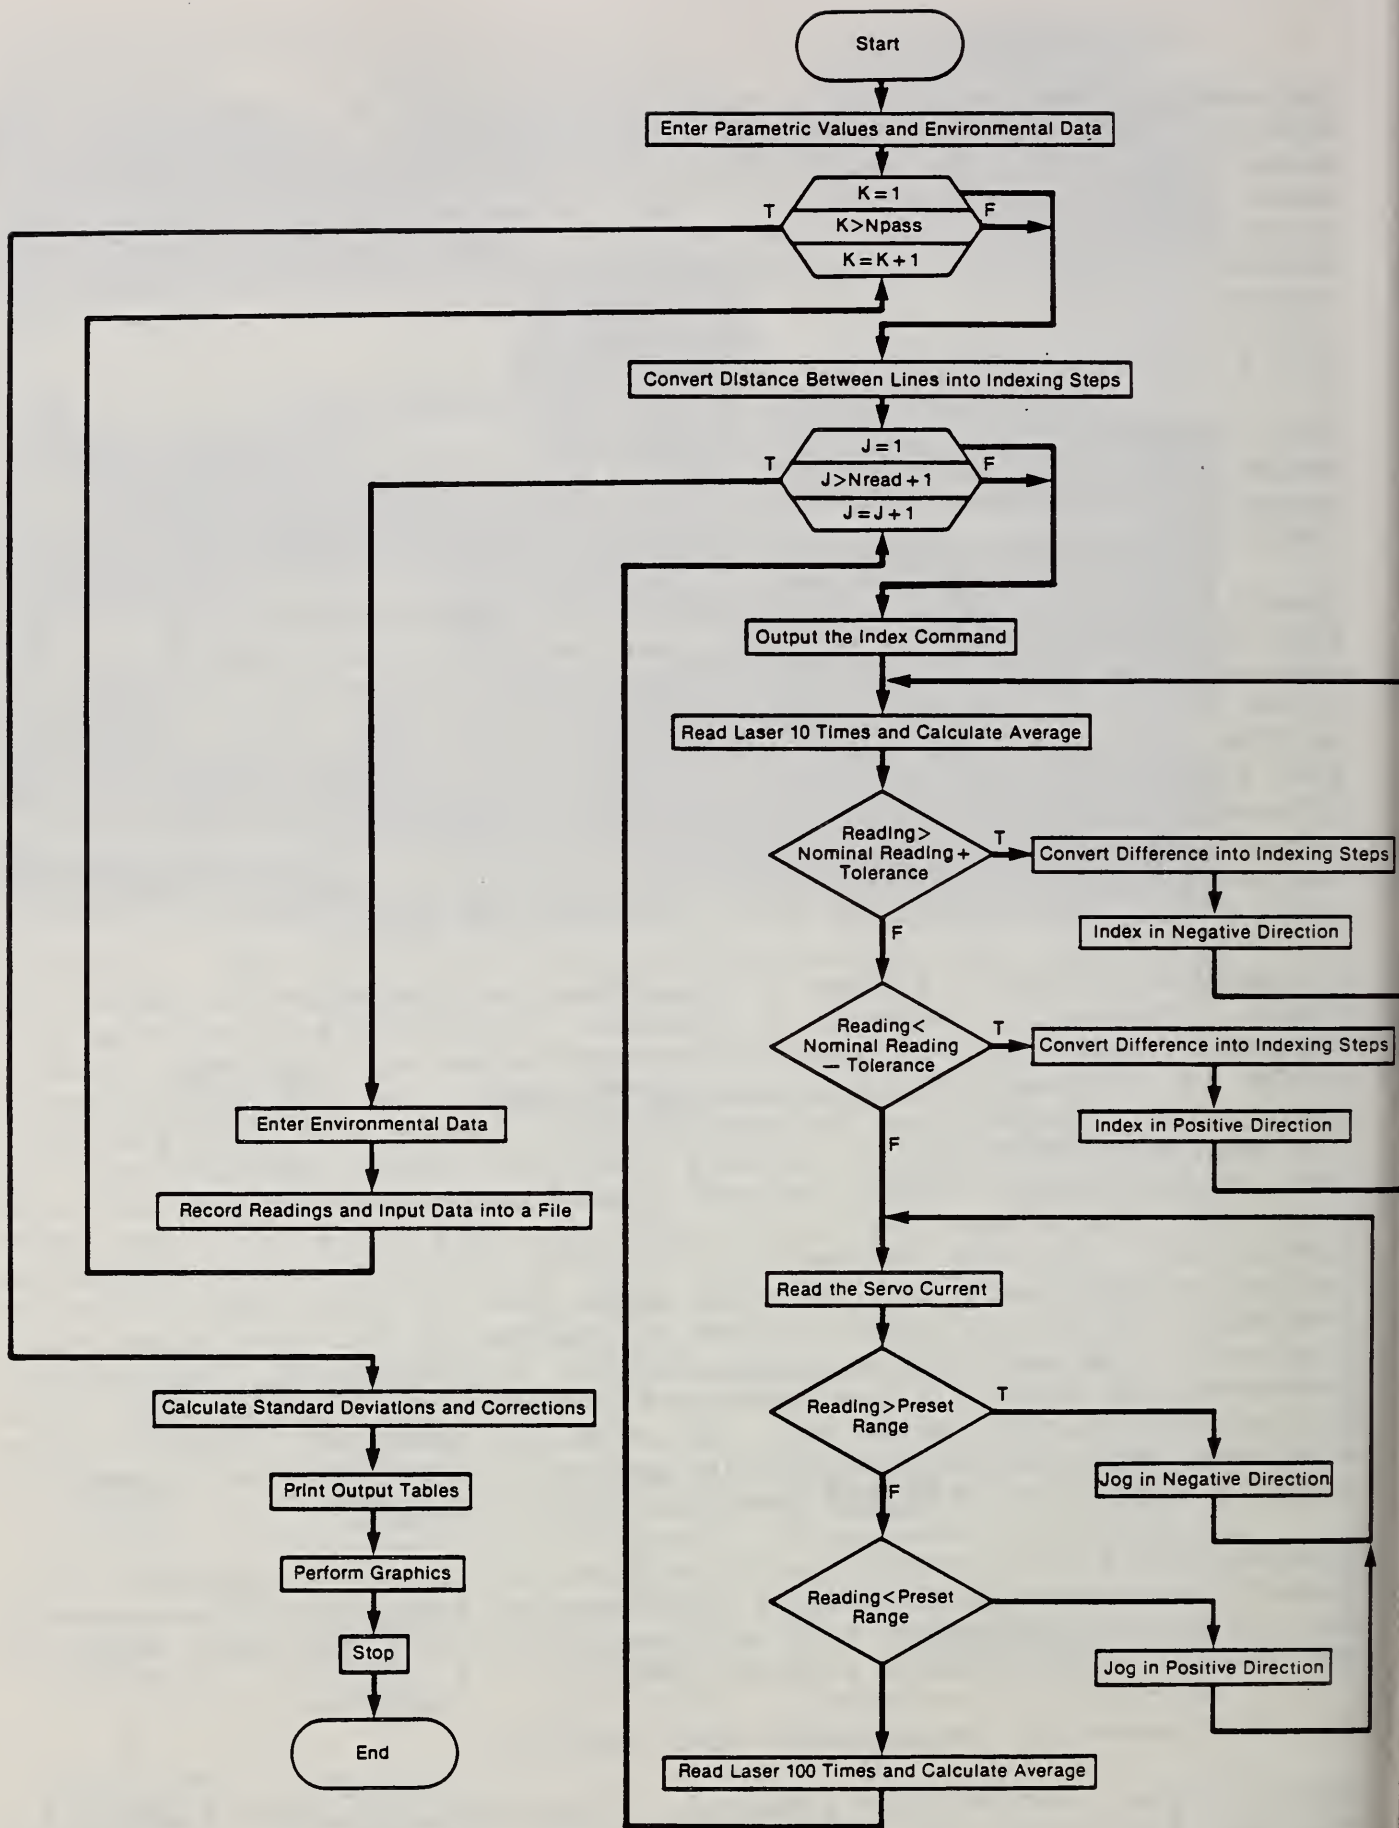 Start
Enter Parametric Values and Environmental Data
K=1
T
F
K>Npass
K=K+1
Convert Distance Between Lines into Indexing Steps
J=1
T
F
J>Nread+1
J=J+1
Output the Index Command
Read Laser 10 Times and Calculate Average
Reading>
Nominal Reading +
Tolerance
T
Convert Difference into Indexing Steps
Index in Negative Direction
F
Reading<
Nominal Reading
— Tolerance
T
Convert Difference into Indexing Steps
Index in Positive Direction
F
Enter Environmental Data
Record Readings and Input Data into a File
Read the Servo Current
Reading>Preset
Range
T
Jog in Negative Direction
F
Reading<Preset
Range
Jog in Positive Direction
Read Laser 100 Times and Calculate Average
Calculate Standard Deviations and Corrections
Print Output Tables
Perform Graphics
Stop
End